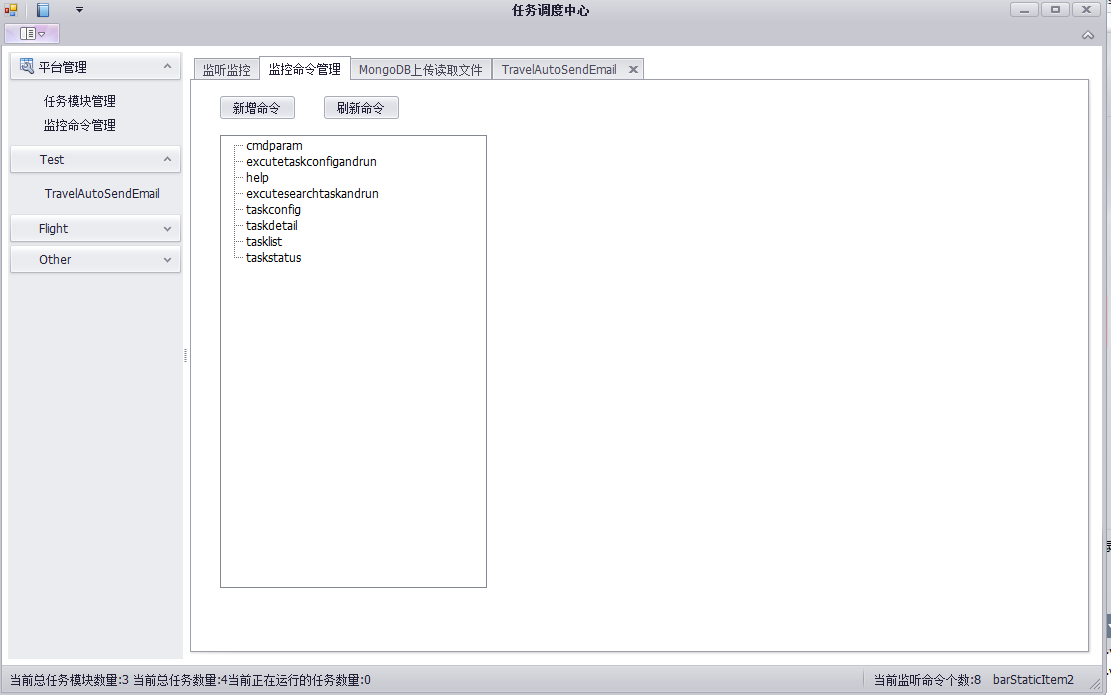 任务调度中心
平台管理
任务模块管理
监控命令管理
Test
TravelAutoSendEmail
Flight
Other
监听监控 监控命令管理 MongoDB上传读取文件 TravelAutoSendEmail
新增命令 刷新命令
cmdparam
excutetaskconfigandrun
help
excutesearchtaskandrun
taskconfig
taskdetail
tasklist
taskstatus
当前总任务模块数量:3 当前总任务数量:4当前正在运行的任务数量:0
当前监听命令个数:8 barStaticItem2